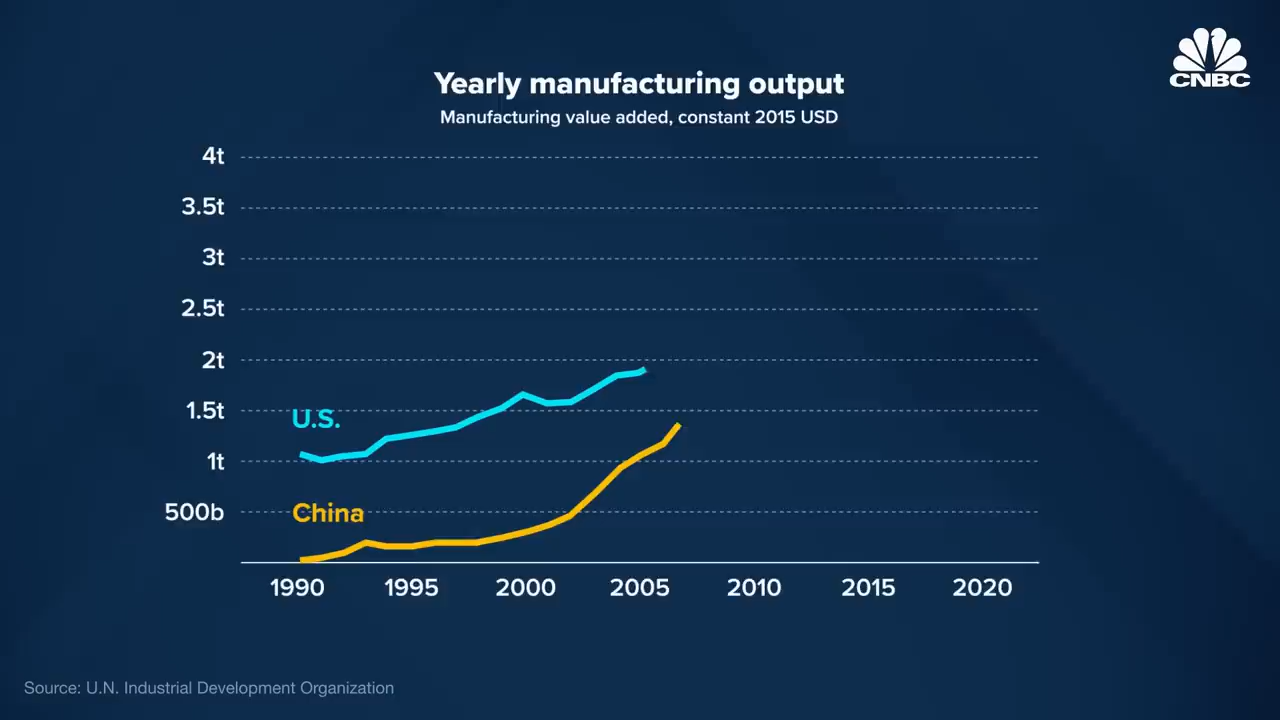 CNBC
Yearly manufacturing output
Manufacturing value added, constant 2015 USD
4t
3.5t
3t
2.5t
2t
1.5t
U.S.
1t
500b
China
1990 1995 2000 2005 2010 2015 2020
Source: U.N. Industrial Development Organization